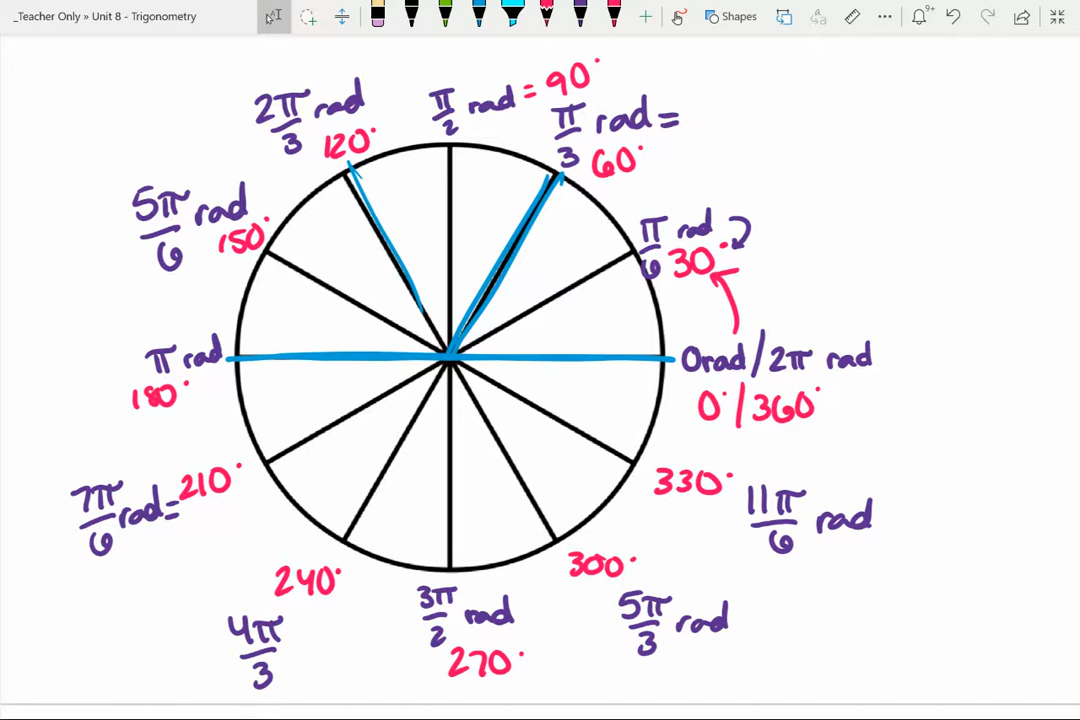 _Teacher Only » Unit 8 - Trigonometry
Shapes
9+
2π/3 rad
120°
π/2 rad = 90°
π/3 rad =
60°
5π/6 rad
150°
π/6 rad
30°
π rad
180°
0rad/2π rad
0°/360°
7π/6 rad = 210°
330°
11π/6 rad
240°
4π/3
3π/2 rad
270°
300°
5π/3 rad